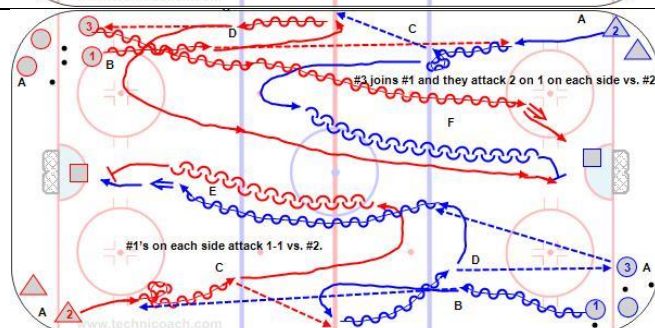 3
D
C
A
2
1
B
A
#3 joins #1 and they attack 2 on 1 on each side vs. #2
F
E
#1's on each side attack 1-1 vs. #2.
C
D
3
A
A
2
B
1
www.technicoach.com